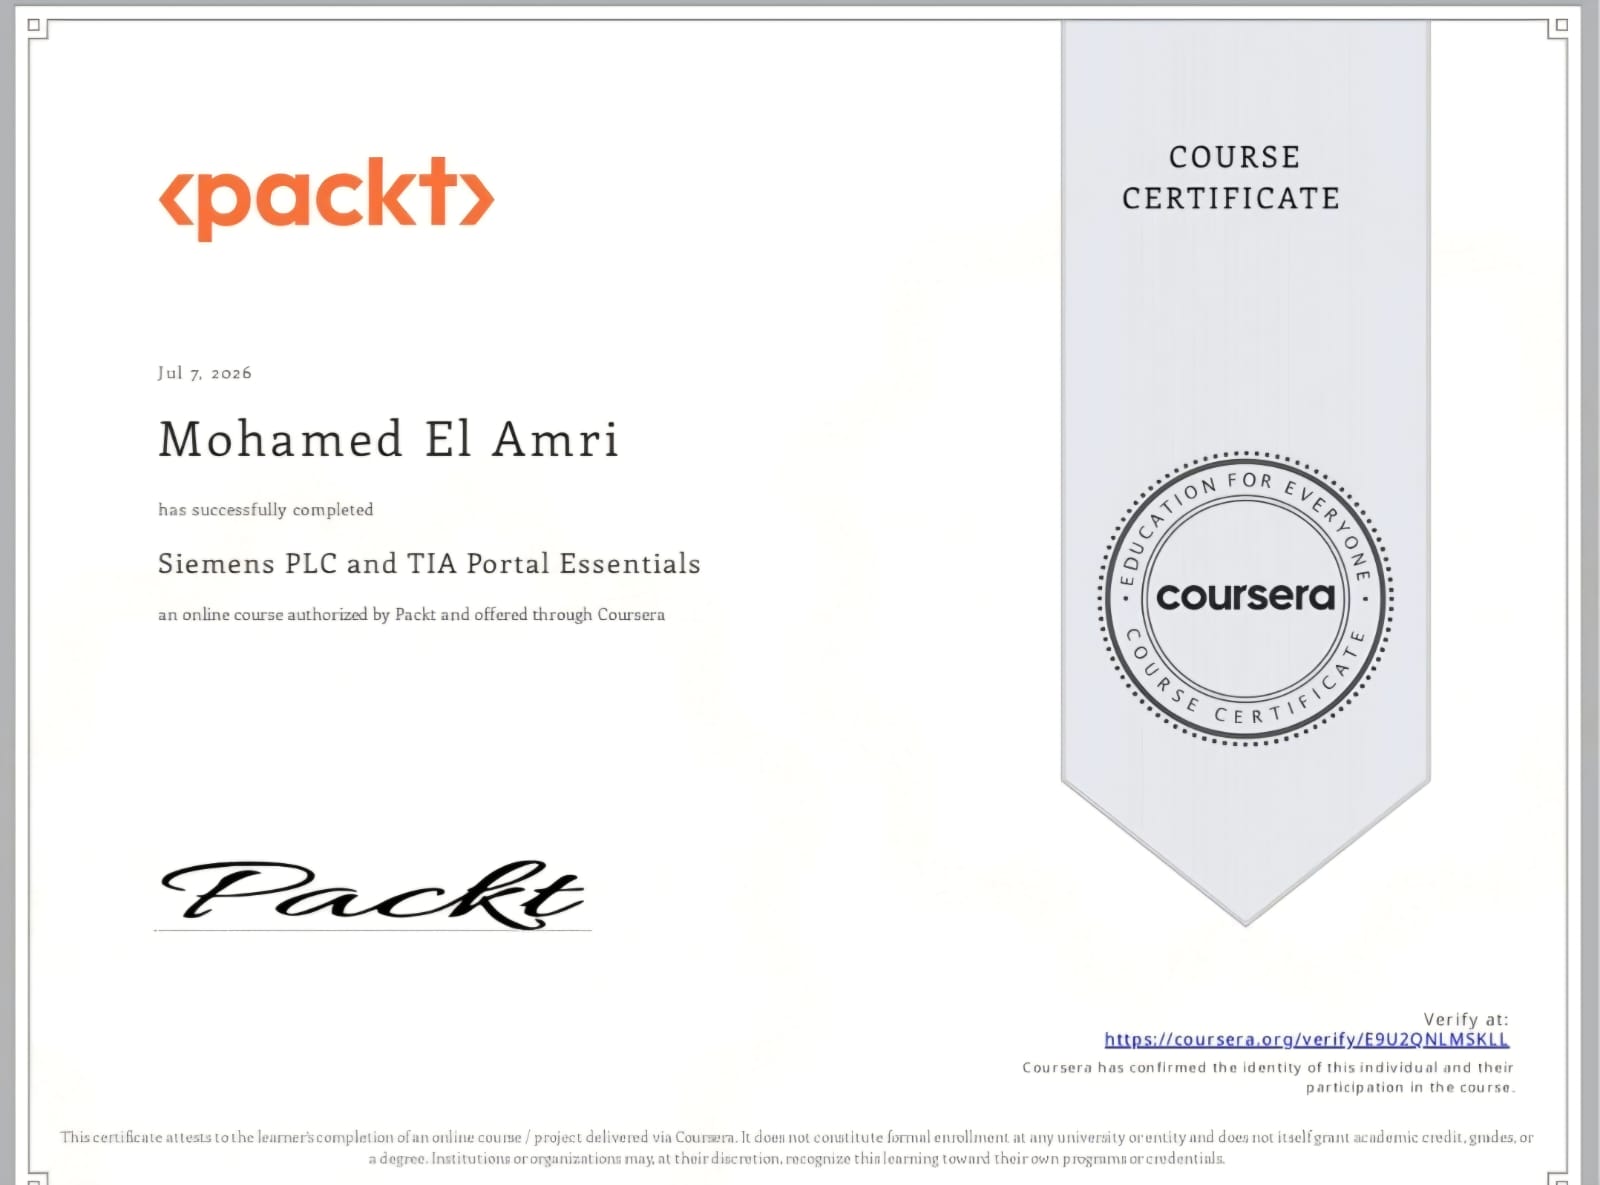 <packt>
COURSE
CERTIFICATE
Jul 7, 2026
Mohamed El Amri
has successfully completed
Siemens PLC and TIA Portal Essentials
an online course authorized by Packt and offered through Coursera
EDUCATION FOR EVERYONE
coursera
COURSE CERTIFICATE
Packt
Verify at:
https://coursera.org/verify/E9U2QNLMSKLL
Coursera has confirmed the identity of this individual and their
participation in the course.
This certificate attests to the learner's completion of an online course / project delivered via Coursera. It does not constitute formal enrollment at any university or entity and does not itself grant academic credit, grades, or
a degree. Institutions or organizations may, at their discretion, recognize this learning toward their own programs or credentials.